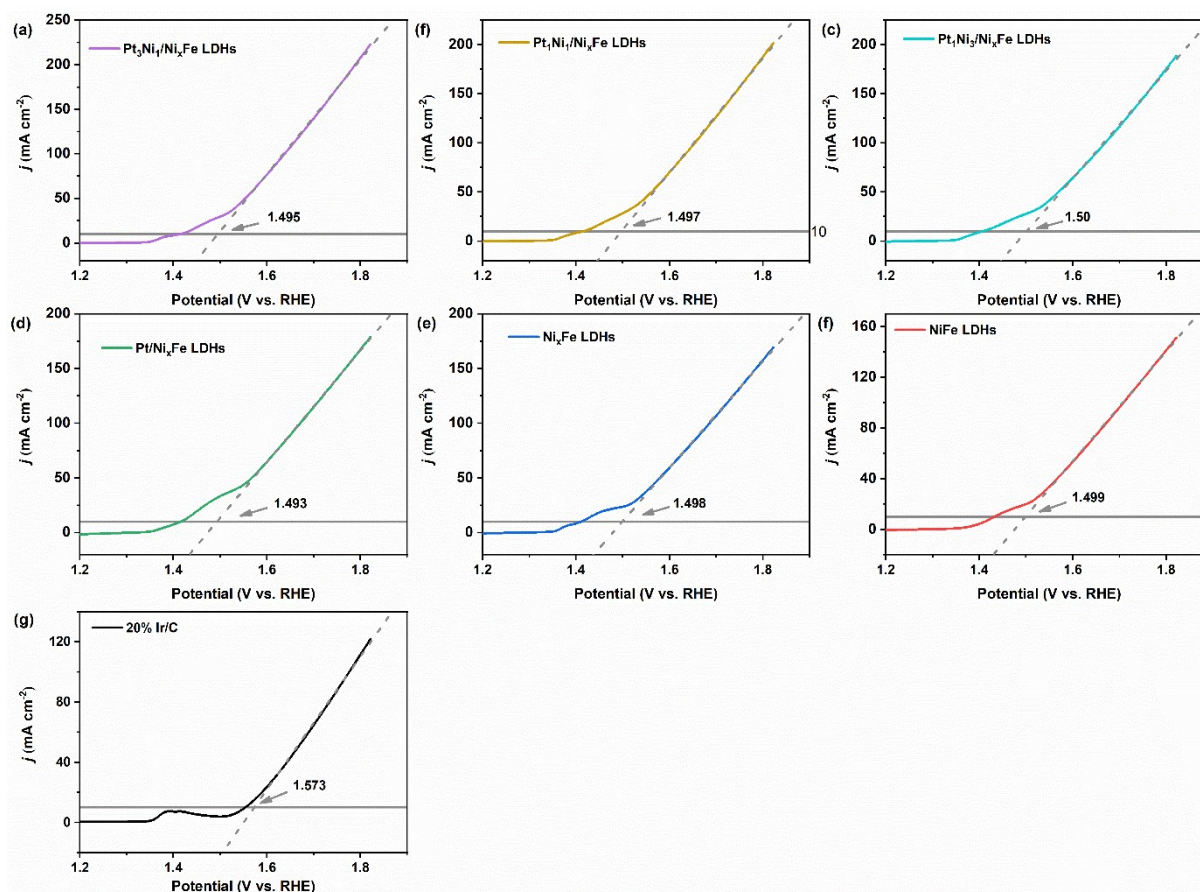 (a)
Pt₃Ni₁/NiₓFe LDHs
250
200
150
100
50
0
j (mA cm⁻²)
1.495
1.2 1.4 1.6 1.8
Potential (V vs. RHE)
(f)
Pt₁Ni₁/NiₓFe LDHs
200
150
100
50
0
j (mA cm⁻²)
1.497
10
1.2 1.4 1.6 1.8
Potential (V vs. RHE)
(c)
Pt₁Ni₃/NiₓFe LDHs
200
150
100
50
0
j (mA cm⁻²)
1.50
1.2 1.4 1.6 1.8
Potential (V vs. RHE)
(d)
Pt/NiₓFe LDHs
200
150
100
50
0
j (mA cm⁻²)
1.493
1.2 1.4 1.6 1.8
Potential (V vs. RHE)
(e)
NiₓFe LDHs
200
150
100
50
0
j (mA cm⁻²)
1.498
1.2 1.4 1.6 1.8
Potential (V vs. RHE)
(f)
NiFe LDHs
160
120
80
40
0
j (mA cm⁻²)
1.499
1.2 1.4 1.6 1.8
Potential (V vs. RHE)
(g)
20% Ir/C
120
80
40
0
j (mA cm⁻²)
1.573
1.2 1.4 1.6 1.8
Potential (V vs. RHE)